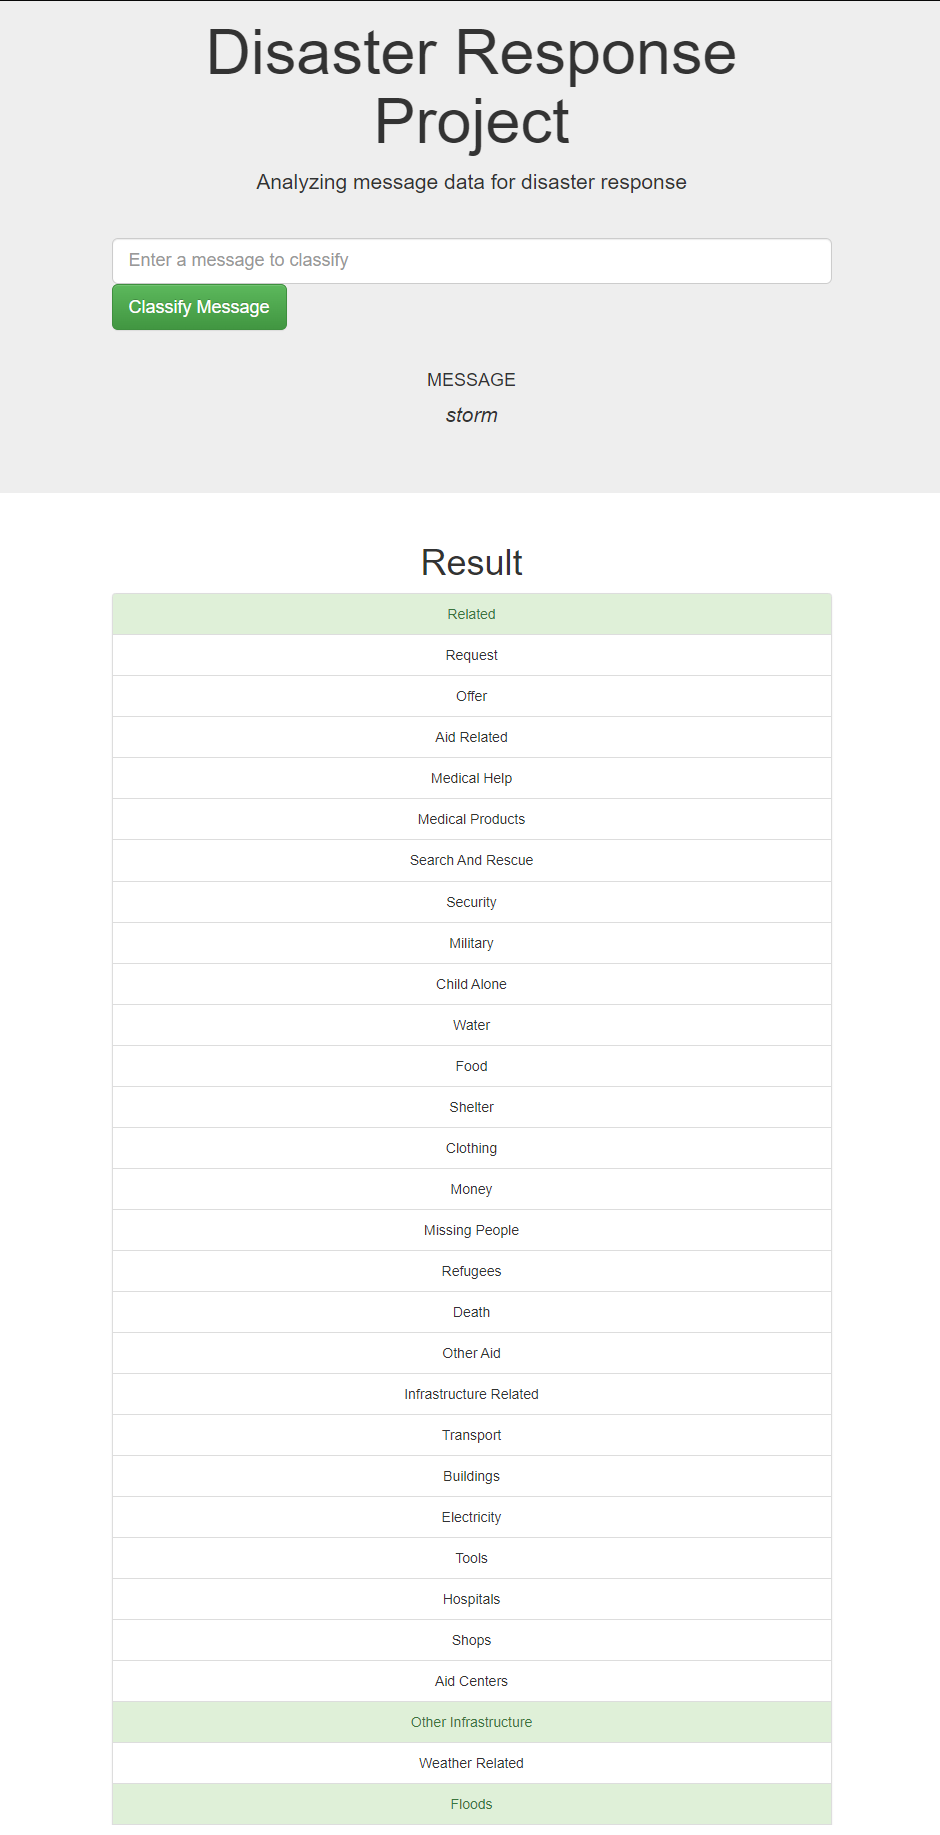 Disaster Response
Project
Analyzing message data for disaster response
Enter a message to classify
Classify Message
MESSAGE
storm
Result
Related
Request
Offer
Aid Related
Medical Help
Medical Products
Search And Rescue
Security
Military
Child Alone
Water
Food
Shelter
Clothing
Money
Missing People
Refugees
Death
Other Aid
Infrastructure Related
Transport
Buildings
Electricity
Tools
Hospitals
Shops
Aid Centers
Other Infrastructure
Weather Related
Floods